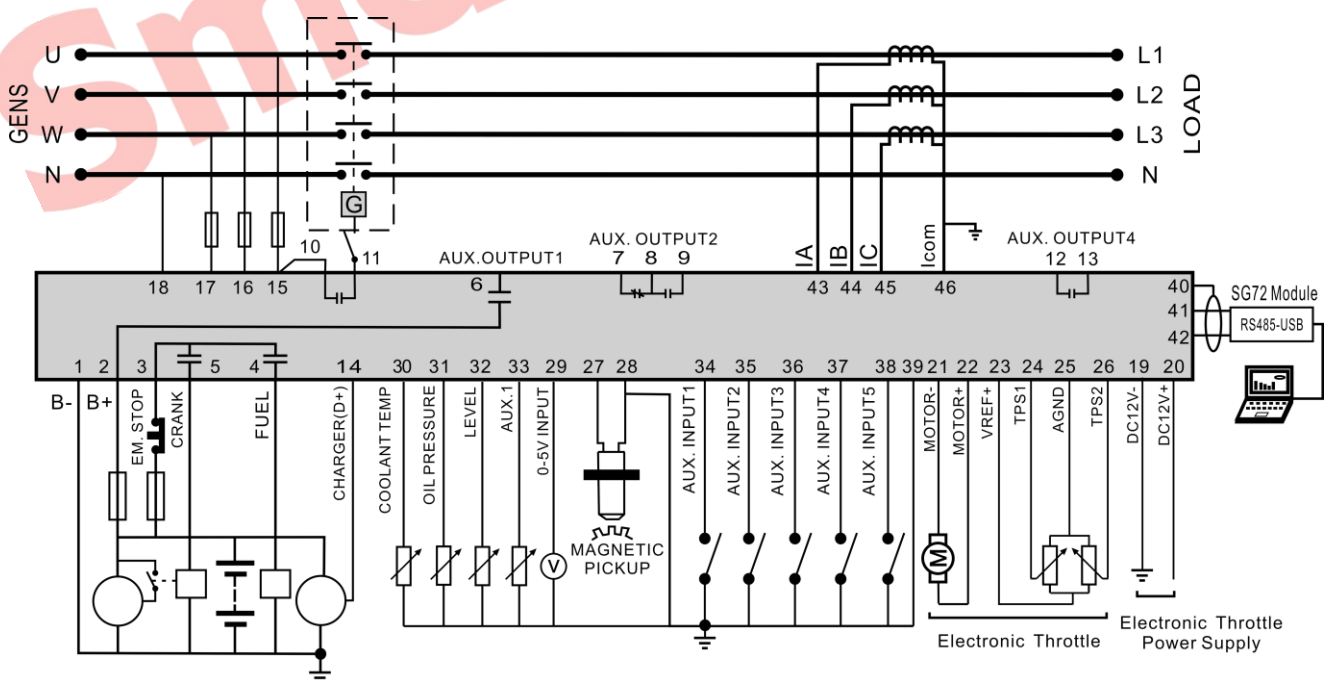 Sma
GENS
U
V
W
N
L1
L2
L3
N
LOAD
G
10
11
AUX.OUTPUT1
6
AUX. OUTPUT2
7 8 9
IA
IB
IC
Icom
AUX. OUTPUT4
12 13
18 17 16 15
43 44 45 46
40
41
42
SG72 Module
RS485-USB
1 2 3 5 4 14 30 31 32 33 29 27 28 34 35 36 37 38 39 21 22 23 24 25 26 19 20
B- B+
EM. STOP
CRANK
FUEL
CHARGER(D+)
COOLANT TEMP
OIL PRESSURE
LEVEL
AUX.1
0-5V INPUT
V
MAGNETIC
PICKUP
AUX. INPUT1
AUX. INPUT2
AUX. INPUT3
AUX. INPUT4
AUX. INPUT5
MOTOR-
MOTOR+
VREF+
TPS1
AGND
TPS2
DC12V-
DC12V+
M
Electronic Throttle
Electronic Throttle
Power Supply